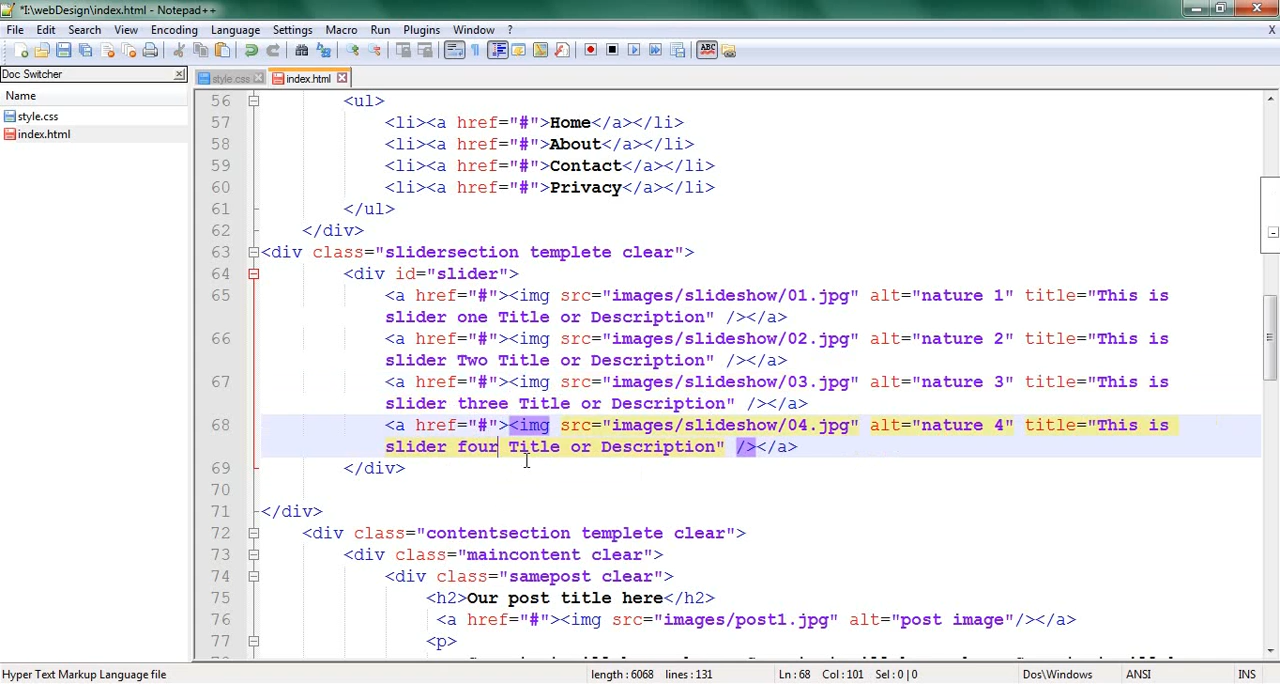 *I:\webDesign\index.html - Notepad++
File Edit Search View Encoding Language Settings Macro Run Plugins Window ? X
Doc Switcher
style.css index.html
Name
style.css
index.html
56 <ul>
57 <li><a href="#">Home</a></li>
58 <li><a href="#">About</a></li>
59 <li><a href="#">Contact</a></li>
60 <li><a href="#">Privacy</a></li>
61 </ul>
62 </div>
63 <div class="slidersection templete clear">
64 <div id="slider">
65 <a href="#"><img src="images/slideshow/01.jpg" alt="nature 1" title="This is
slider one Title or Description" /></a>
66 <a href="#"><img src="images/slideshow/02.jpg" alt="nature 2" title="This is
slider Two Title or Description" /></a>
67 <a href="#"><img src="images/slideshow/03.jpg" alt="nature 3" title="This is
slider three Title or Description" /></a>
68 <a href="#"><img src="images/slideshow/04.jpg" alt="nature 4" title="This is
slider four Title or Description" /></a>
69 </div>
70
71 </div>
72 <div class="contentsection templete clear">
73 <div class="maincontent clear">
74 <div class="samepost clear">
75 <h2>Our post title here</h2>
76 <a href="#"><img src="images/post1.jpg" alt="post image"/></a>
77 <p>
Hyper Text Markup Language file length : 6068 lines : 131 Ln : 68 Col : 101 Sel : 0 | 0 Dos\Windows ANSI INS